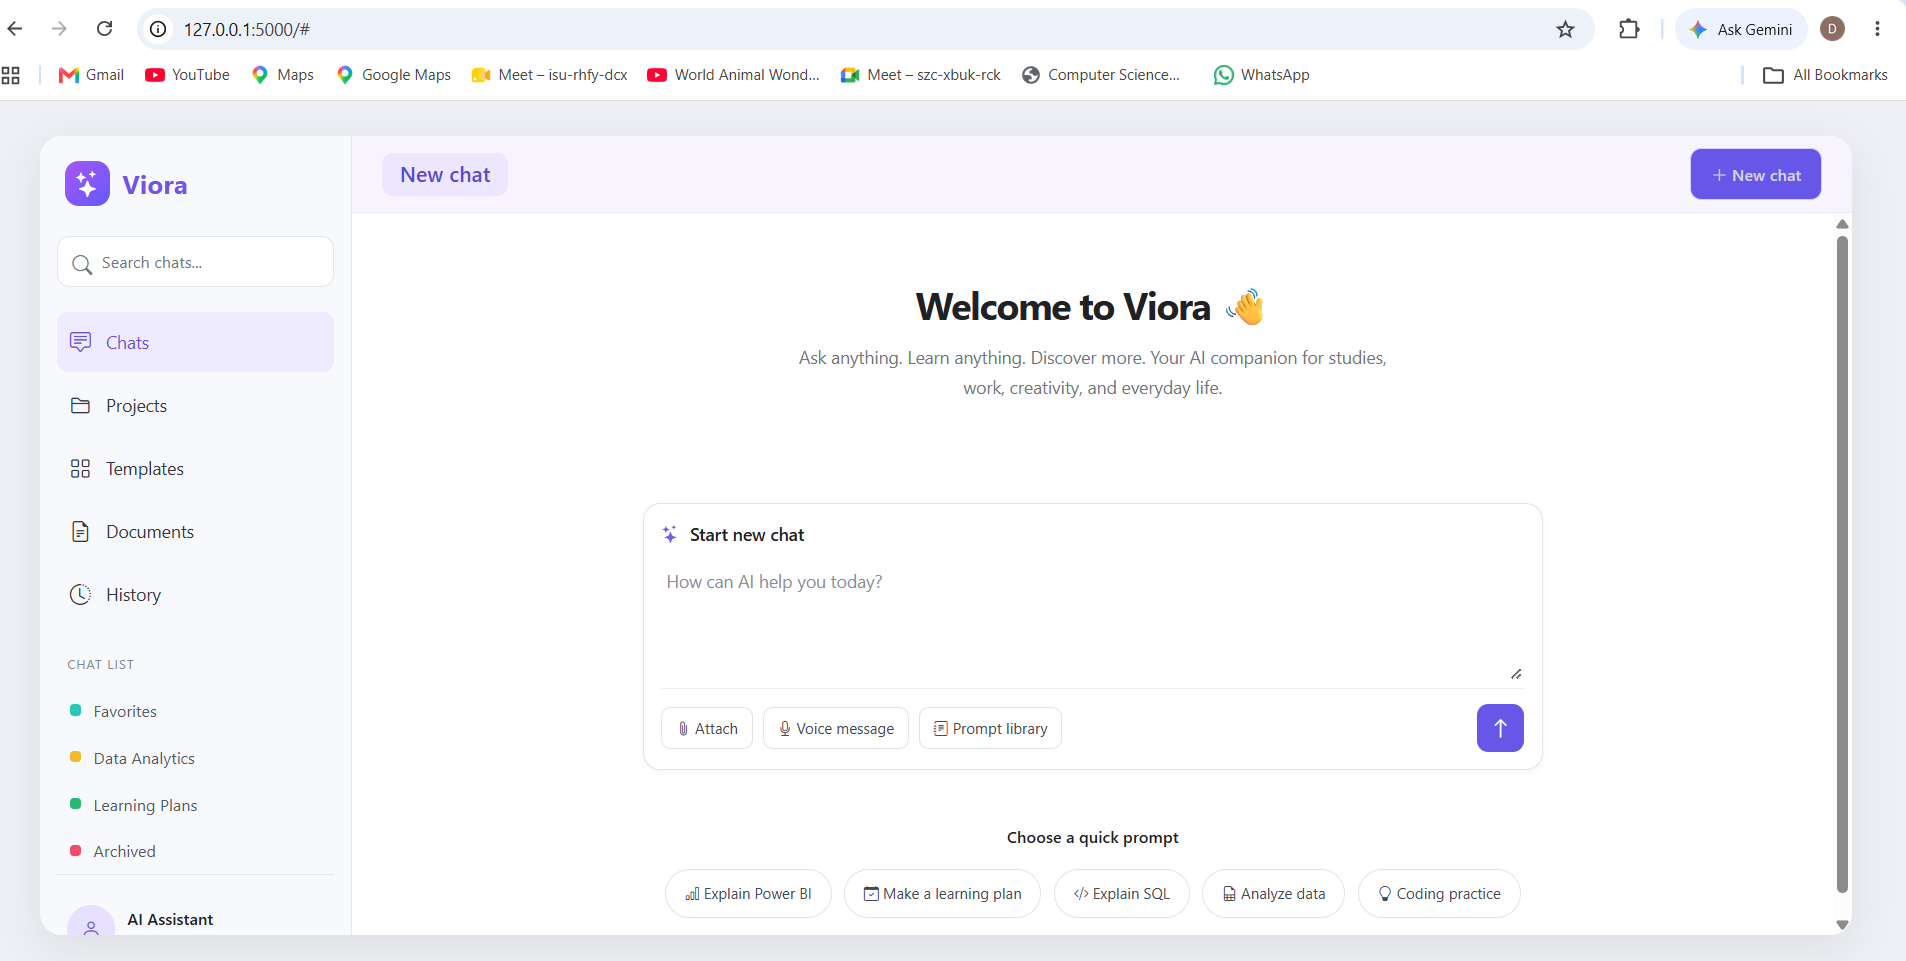 127.0.0.1:5000/#
Ask Gemini
D
Gmail
YouTube
Maps
Google Maps
Meet – isu-rhfy-dcx
World Animal Wond...
Meet – szc-xbuk-rck
Computer Science...
WhatsApp
All Bookmarks
Viora
Search chats...
Chats
Projects
Templates
Documents
History
CHAT LIST
Favorites
Data Analytics
Learning Plans
Archived
AI Assistant
New chat
+ New chat
Welcome to Viora 👋
Ask anything. Learn anything. Discover more. Your AI companion for studies,
work, creativity, and everyday life.
Start new chat
How can AI help you today?
Attach
Voice message
Prompt library
Choose a quick prompt
Explain Power BI
Make a learning plan
</> Explain SQL
Analyze data
Coding practice